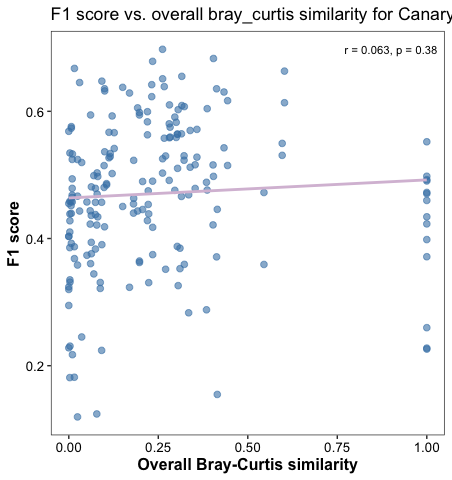 F1 score vs. overall bray_curtis similarity for Canary
r = 0.063, p = 0.38
F1 score
0.6
0.4
0.2
0.00 0.25 0.50 0.75 1.00
Overall Bray-Curtis similarity